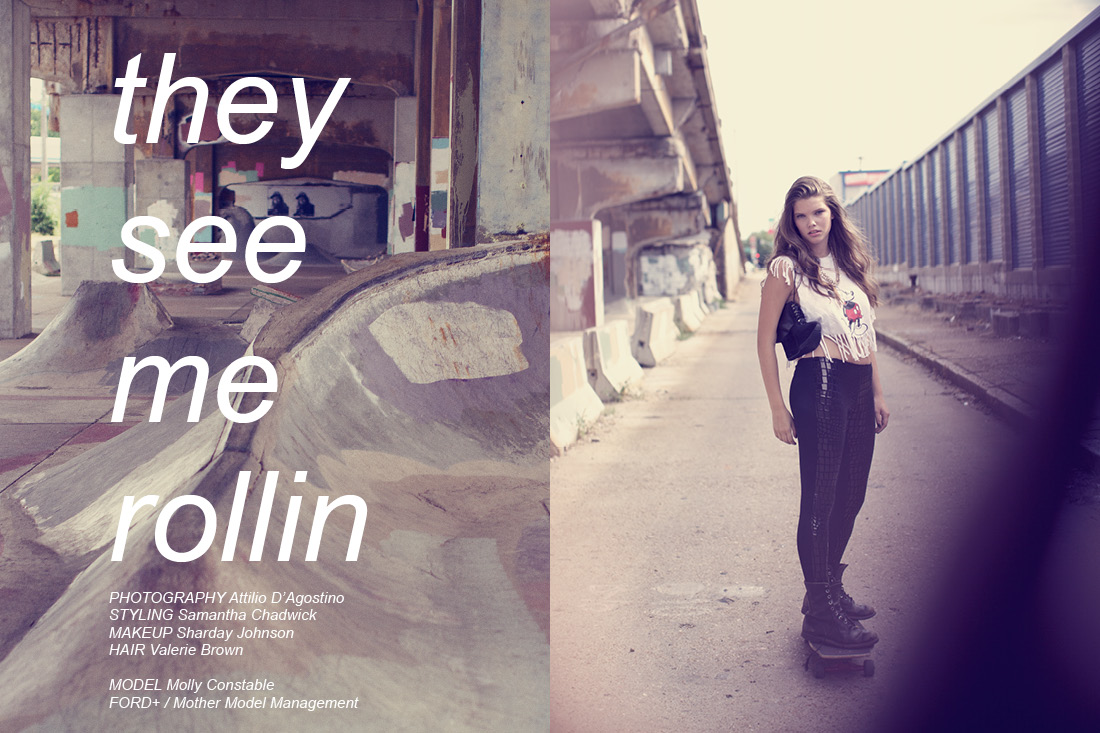 they
see
me
rollin
PHOTOGRAPHY Attilio D'Agostino
STYLING Samantha Chadwick
MAKEUP Sharday Johnson
HAIR Valerie Brown
MODEL Molly Constable
FORD+ / Mother Model Management